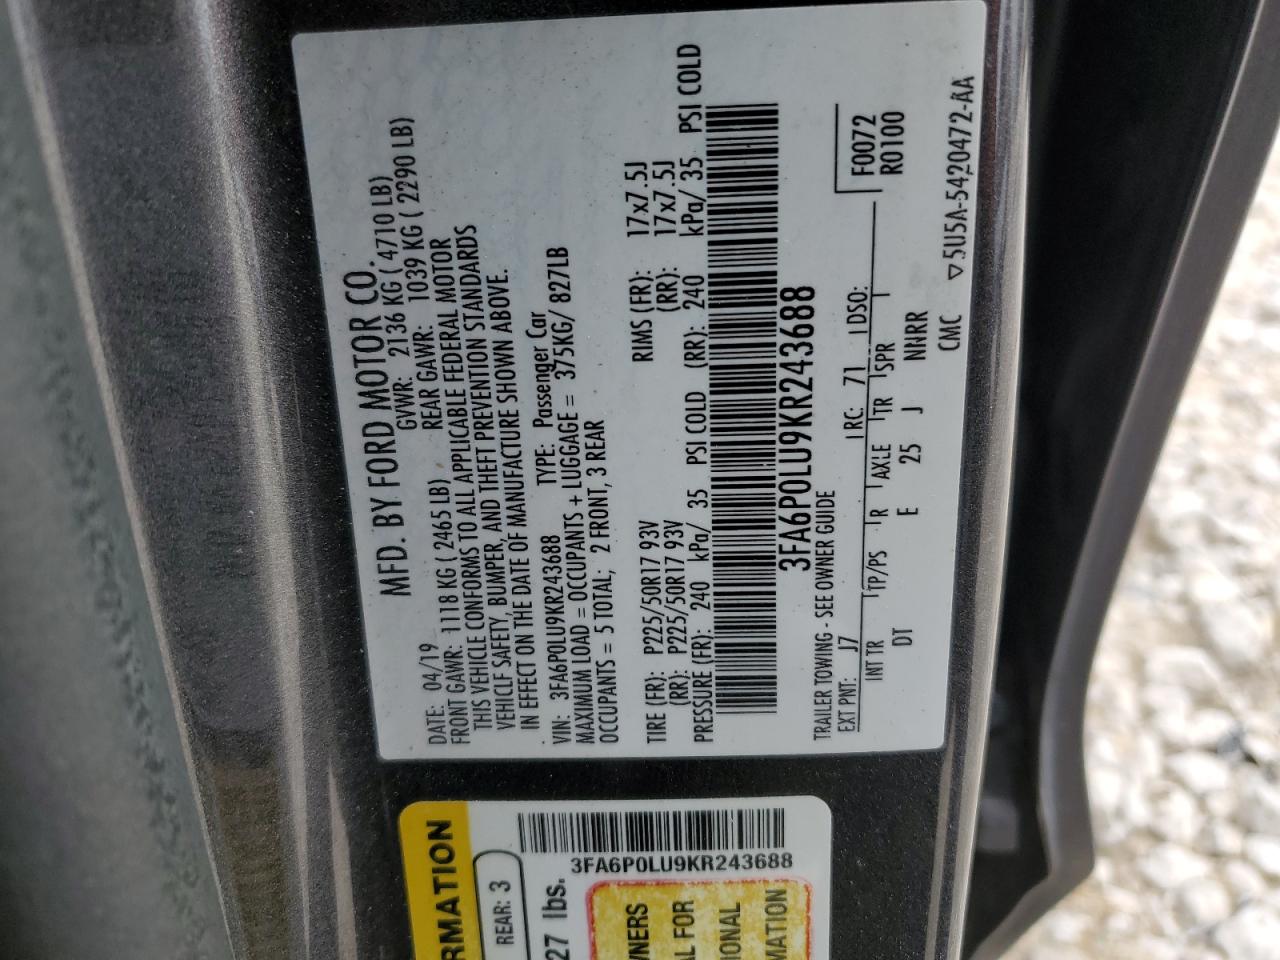 MFD. BY FORD MOTOR CO.
DATE: 04/19 GVWR: 2136 KG ( 4710 LB)
FRONT GAWR: 1118 KG ( 2465 LB) REAR GAWR: 1039 KG ( 2290 LB)
THIS VEHICLE CONFORMS TO ALL APPLICABLE FEDERAL MOTOR
VEHICLF SAFETY, BUMPER, AND THEFT PREVENTION STANDARDS
IN EFFECT ON THE DATE OF MANUFACTURE SHOWN ABOVE.
VIN: 3FA6P0LU9KR243688 TYPE: Passenger Car
MAXIMUM LOAD = OCCUPANTS + LUGGAGE = 375KG/ 827LB
OCCUPANTS = 5 TOTAL; 2 FRONT, 3 REAR
TIRE (FR): P225/50R17 93V RIMS (FR): 17x7.5J
(RR): P225/50R17 93V (RR): 17x7.5J
PRESSURE (FR): 240 kPa/ 35 PSI COLD (RR): 240 kPa/ 35 PSI COLD
3FA6P0LU9KR243688
TRAILER TOWING - SEE OWNER GUIDE F0072
EXT PNT: J7 RC: 71 DSO: R0100
INT TR TP/PS R AXLE TR SPR
DT E 25 J NWRR
CMC ▽5U5A-5420472-AA
RMATION
REAR: 3
27 lbs.
3FA6P0LU9KR243688
WNERS
AL FOR
IONAL
MATION